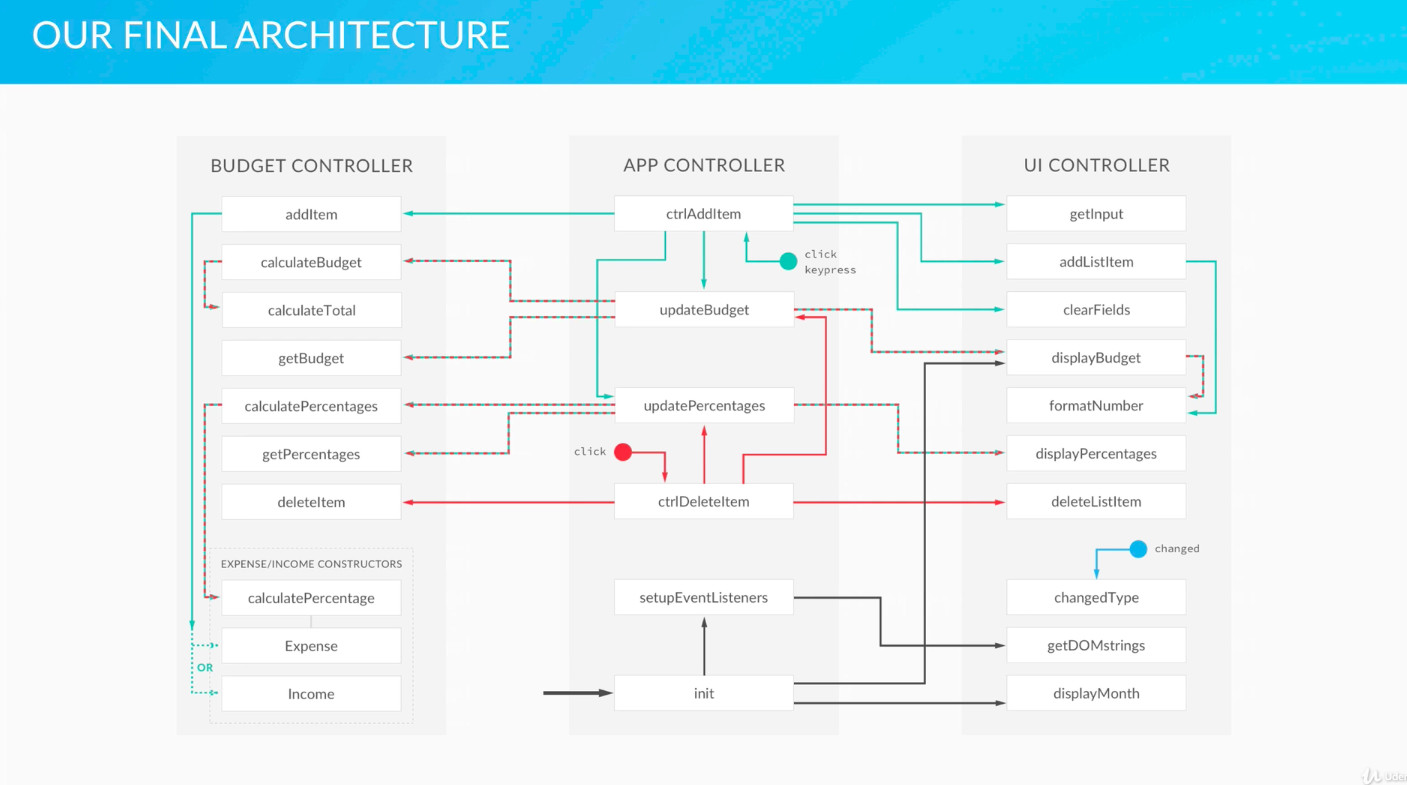 OUR FINAL ARCHITECTURE
BUDGET CONTROLLER
addItem
calculateBudget
calculateTotal
getBudget
calculatePercentages
getPercentages
deleteItem
EXPENSE/INCOME CONSTRUCTORS
calculatePercentage
Expense
OR
Income
APP CONTROLLER
ctrlAddItem
click
keypress
updateBudget
updatePercentages
click
ctrlDeleteItem
setupEventListeners
init
UI CONTROLLER
getInput
addListItem
clearFields
displayBudget
formatNumber
displayPercentages
deleteListItem
changed
changedType
getDOMstrings
displayMonth